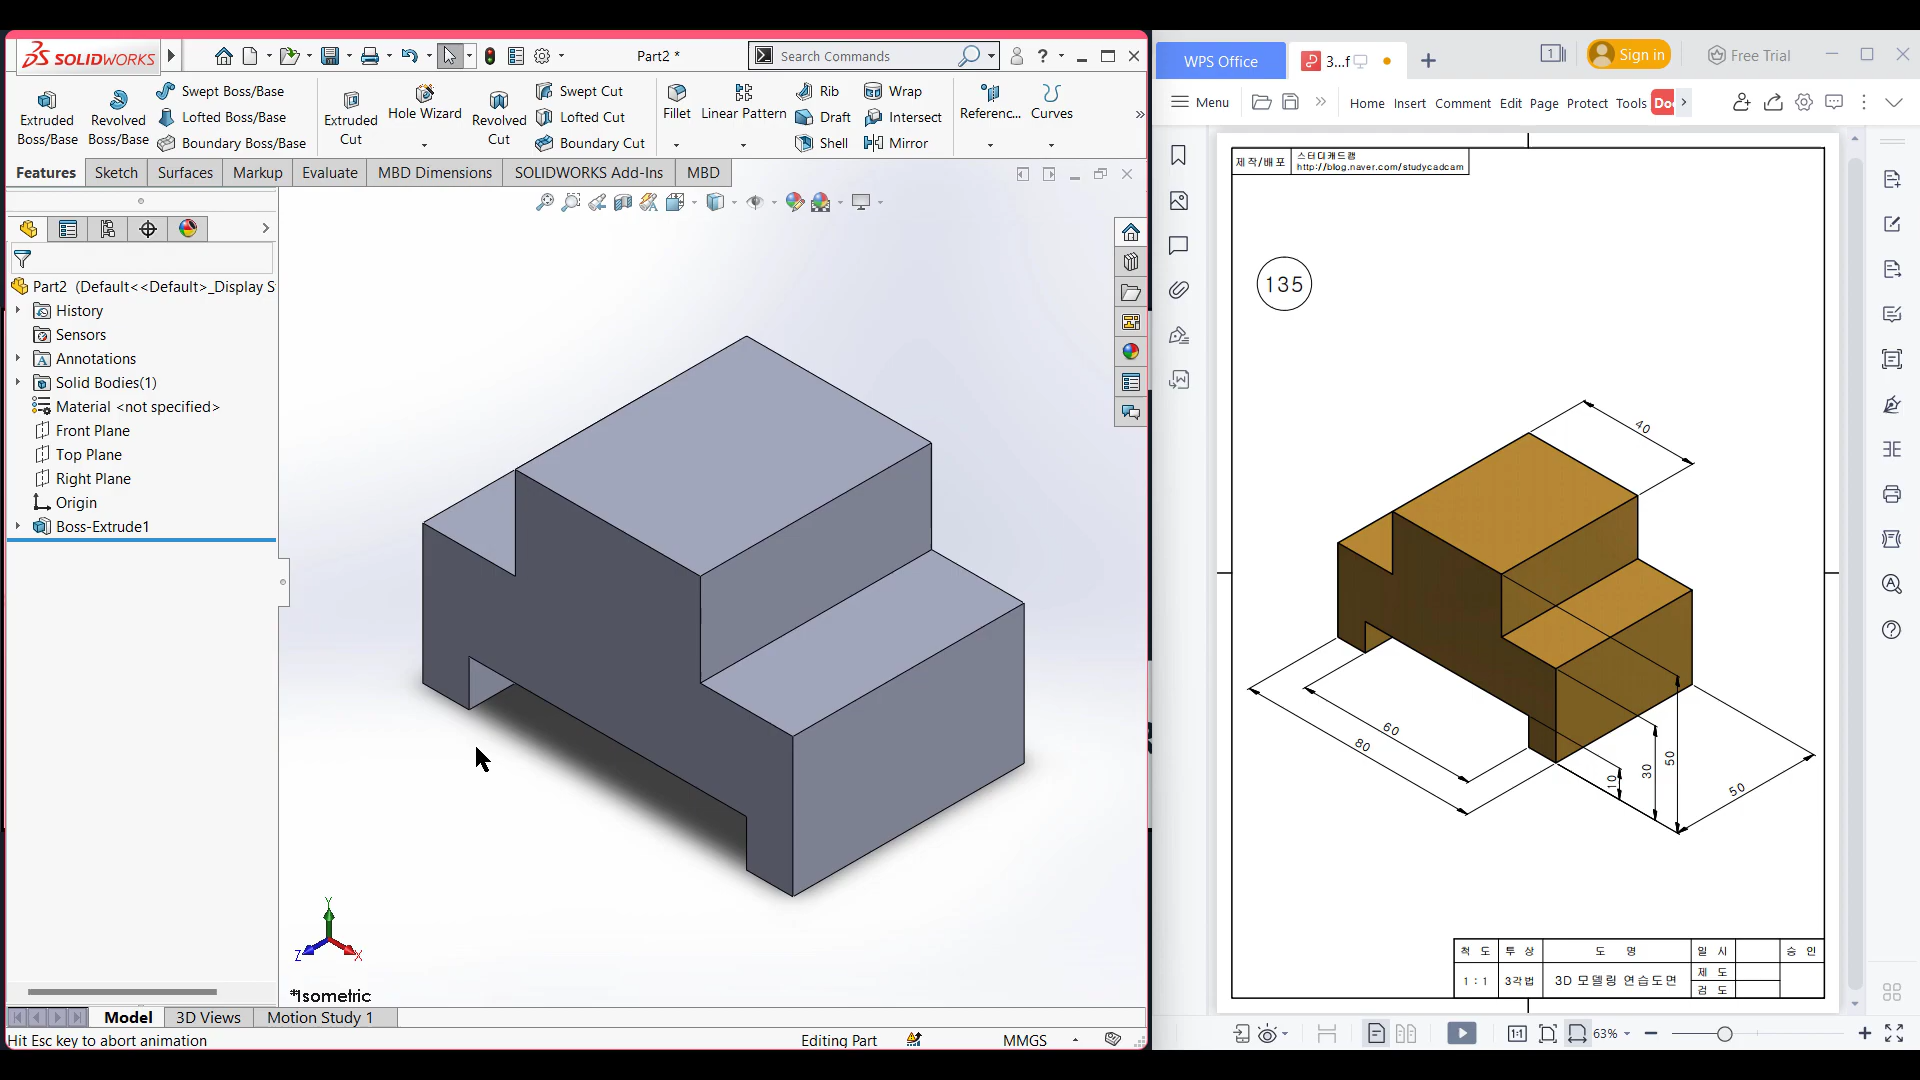 SOLIDWORKS
Part2 *
Search Commands
Extruded Boss/Base
Revolved Boss/Base
Swept Boss/Base
Lofted Boss/Base
Boundary Boss/Base
Extruded Cut
Hole Wizard
Revolved Cut
Swept Cut
Lofted Cut
Boundary Cut
Fillet
Linear Pattern
Rib
Draft
Shell
Wrap
Intersect
Mirror
Referenc...
Curves
Features
Sketch
Surfaces
Markup
Evaluate
MBD Dimensions
SOLIDWORKS Add-Ins
MBD
Part2 (Default<<Default>_Display S
History
Sensors
Annotations
Solid Bodies(1)
Material <not specified>
Front Plane
Top Plane
Right Plane
Origin
Boss-Extrude1
Y
Z
X
*Isometric
Model
3D Views
Motion Study 1
Hit Esc key to abort animation
Editing Part
MMGS
WPS Office
3...f
1
Sign in
Free Trial
Menu
Home
Insert
Comment
Edit
Page
Protect
Tools
Do
제작/배포
스터디캐드캠
http://blog.naver.com/studycadcam
135
40
60
80
10
30
50
50
척 도
투 상
도 명
일 시
승 인
1 : 1
3각법
3D 모델링 연습도면
제 도
검 도
1:1
63%